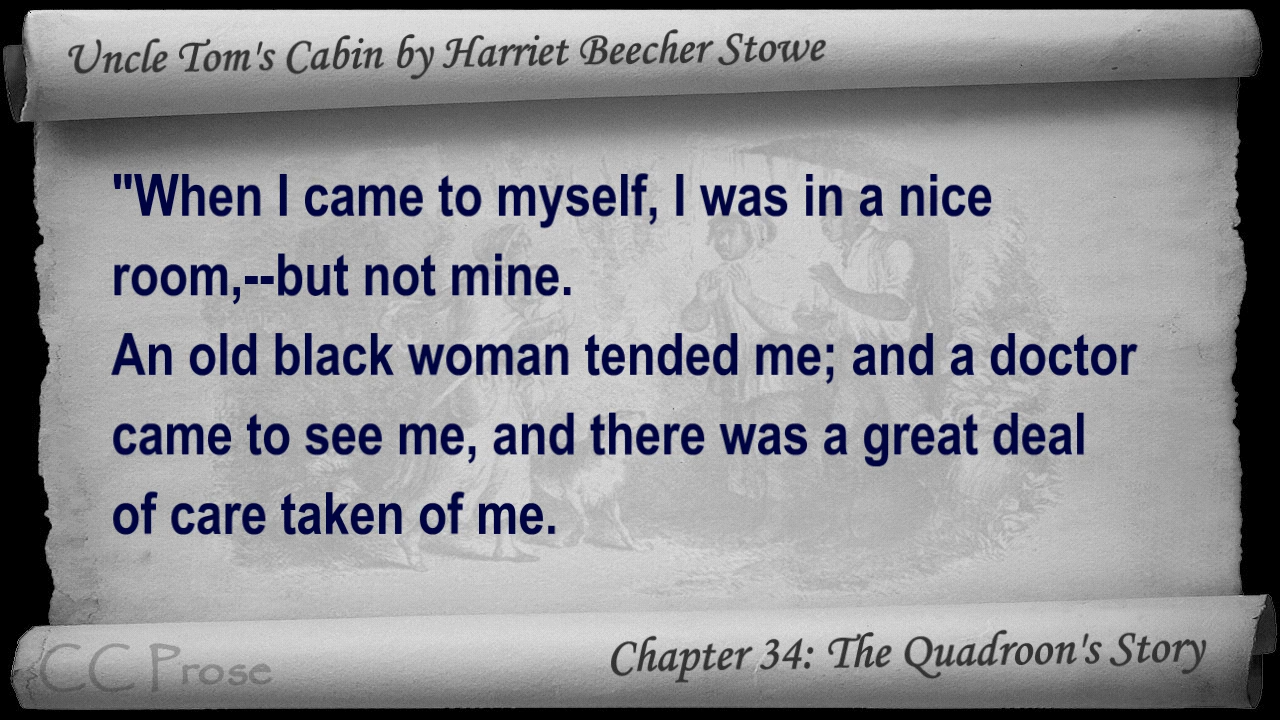 Uncle Tom's Cabin by Harriet Beecher Stowe
"When I came to myself, I was in a nice
room,--but not mine.
An old black woman tended me; and a doctor
came to see me, and there was a great deal
of care taken of me.
CC Prose
Chapter 34: The Quadroon's Story